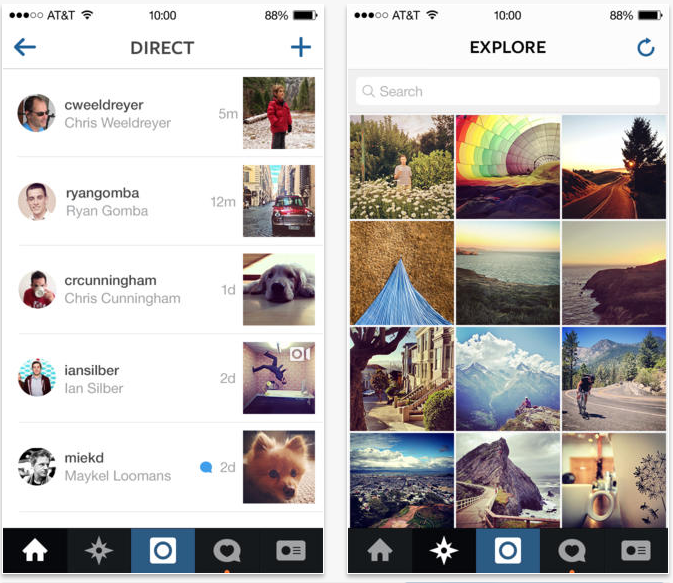 AT&T 10:00 88%
DIRECT
cweeldreyer
Chris Weeldreyer
5m
ryangomba
Ryan Gomba
12m
crcunningham
Chris Cunningham
1d
iansilber
Ian Silber
2d
miekd
Maykel Loomans
2d
AT&T 10:00 88%
EXPLORE
Search